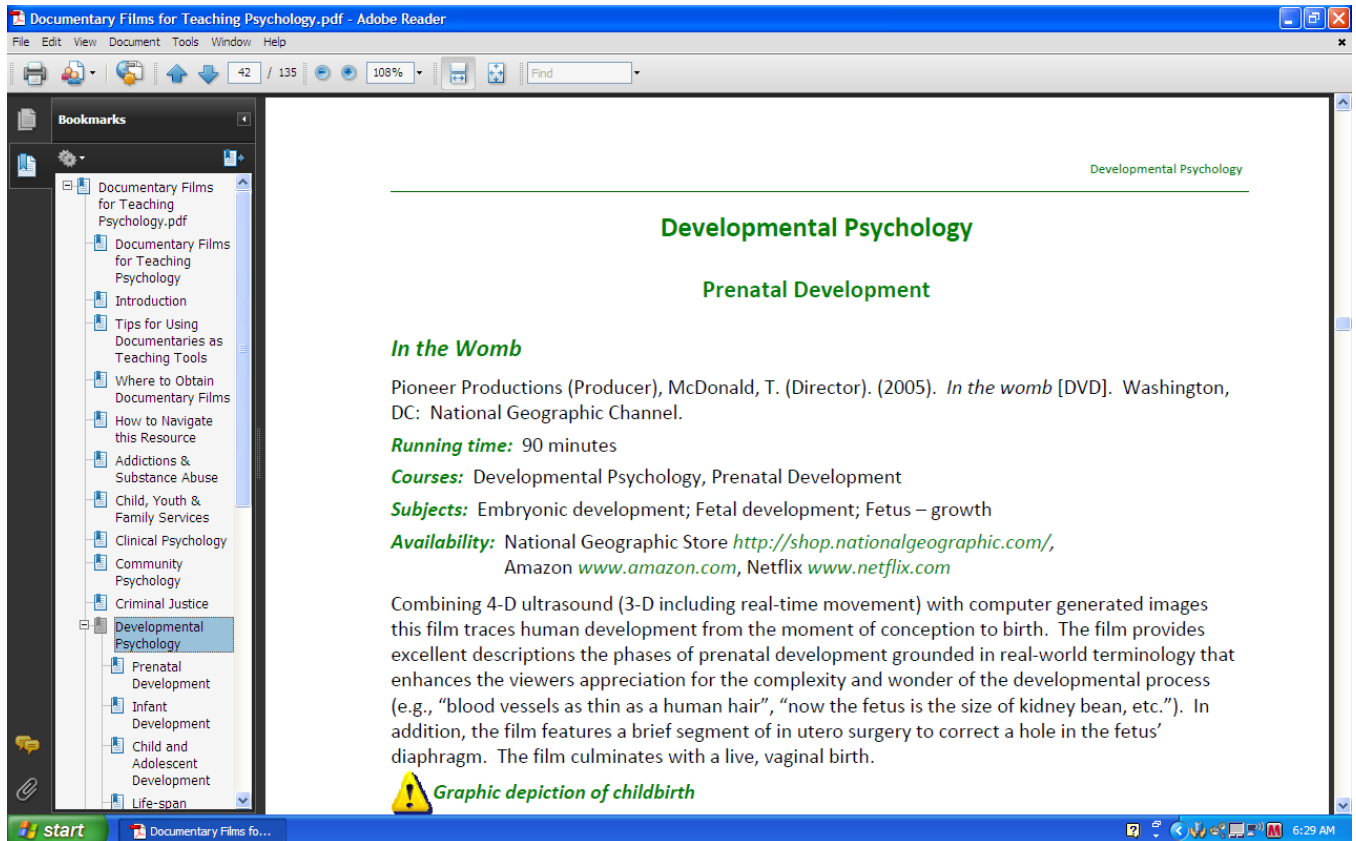 Documentary Films for Teaching Psychology.pdf - Adobe Reader
File Edit View Document Tools Window Help
42 / 135 108% Find
Bookmarks
Documentary Films
for Teaching
Psychology.pdf
Documentary Films
for Teaching
Psychology
Introduction
Tips for Using
Documentaries as
Teaching Tools
Where to Obtain
Documentary Films
How to Navigate
this Resource
Addictions &
Substance Abuse
Child, Youth &
Family Services
Clinical Psychology
Community
Psychology
Criminal Justice
Developmental
Psychology
Prenatal
Development
Infant
Development
Child and
Adolescent
Development
Life-span
Developmental Psychology
Developmental Psychology
Prenatal Development
In the Womb
Pioneer Productions (Producer), McDonald, T. (Director). (2005). In the womb [DVD]. Washington,
DC: National Geographic Channel.
Running time: 90 minutes
Courses: Developmental Psychology, Prenatal Development
Subjects: Embryonic development; Fetal development; Fetus – growth
Availability: National Geographic Store http://shop.nationalgeographic.com/,
Amazon www.amazon.com, Netflix www.netflix.com
Combining 4-D ultrasound (3-D including real-time movement) with computer generated images
this film traces human development from the moment of conception to birth. The film provides
excellent descriptions the phases of prenatal development grounded in real-world terminology that
enhances the viewers appreciation for the complexity and wonder of the developmental process
(e.g., “blood vessels as thin as a human hair”, “now the fetus is the size of kidney bean, etc.”). In
addition, the film features a brief segment of in utero surgery to correct a hole in the fetus’
diaphragm. The film culminates with a live, vaginal birth.
Graphic depiction of childbirth
start Documentary Films fo... 6:29 AM